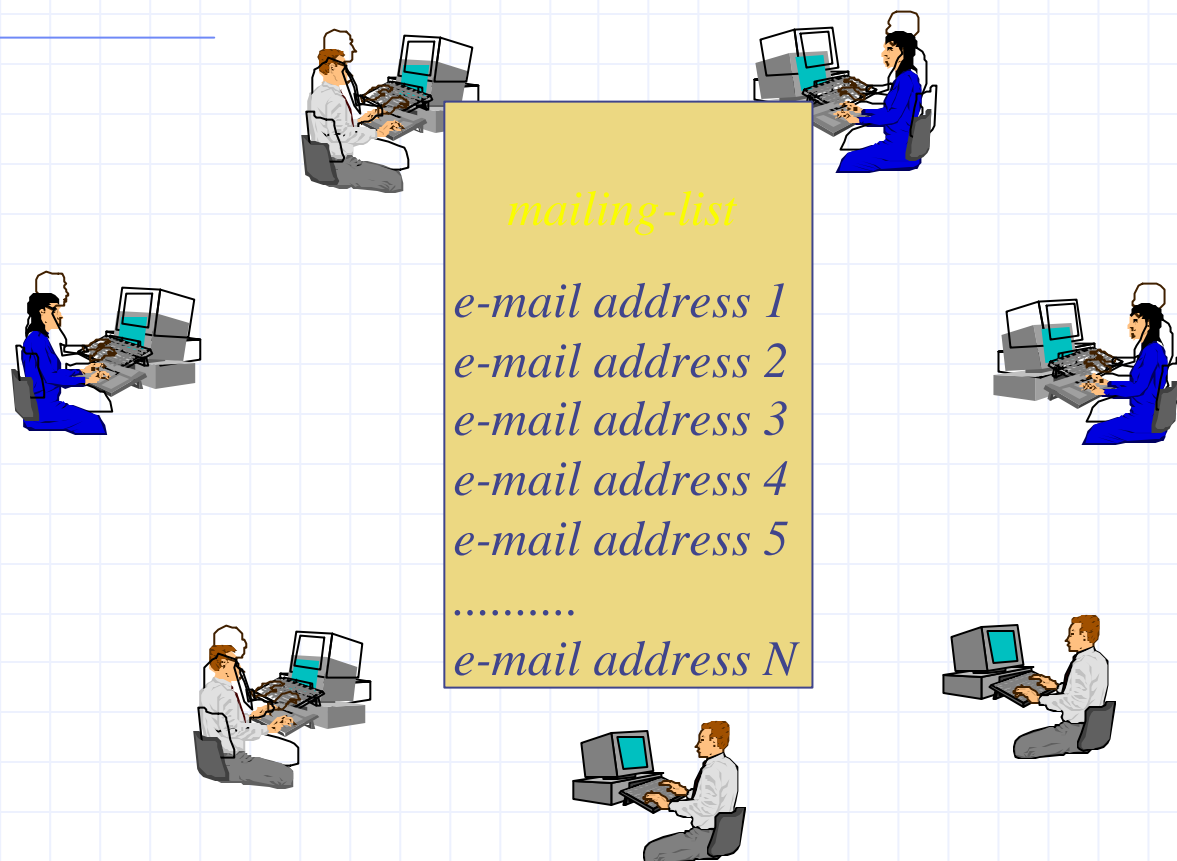 mailing-list
e-mail address 1
e-mail address 2
e-mail address 3
e-mail address 4
e-mail address 5
..........
e-mail address N